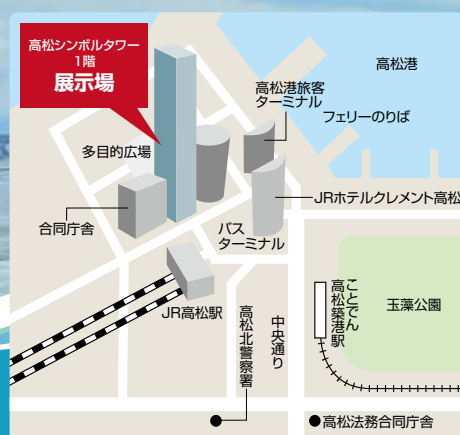 高松シンボルタワー
1階
展示場
高松港
高松港旅客
ターミナル
フェリーのりば
多目的広場
JRホテルクレメント高松
合同庁舎
バス
ターミナル
JR高松駅
高松北警察署
中央通り
ことでん
高松築港駅
玉藻公園
高松法務合同庁舎